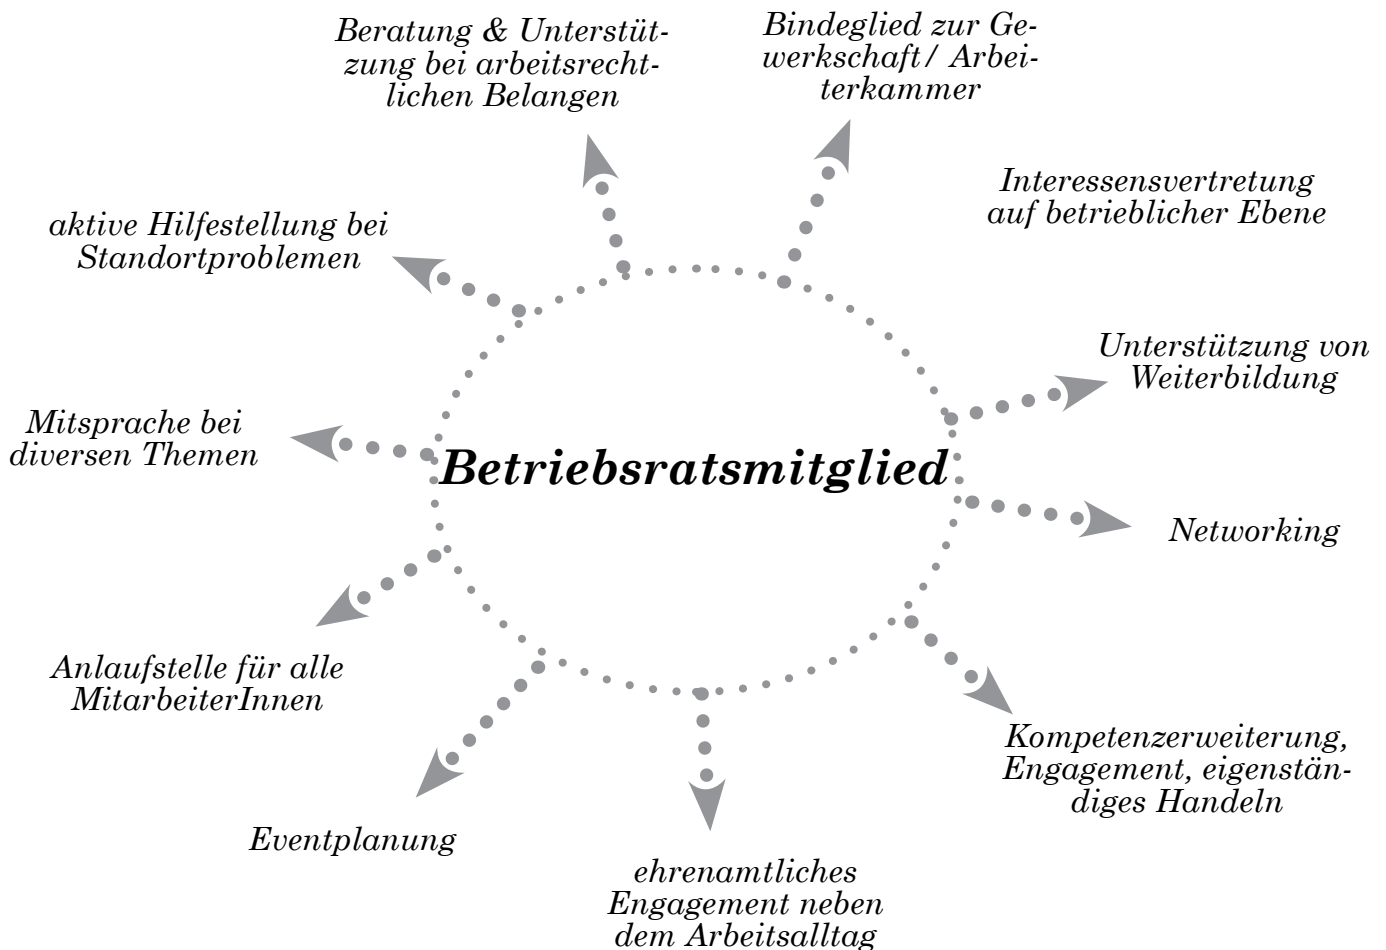 Beratung & Unterstüt-
zung bei arbeitsrecht-
lichen Belangen
Bindeglied zur Ge-
werkschaft/ Arbei-
terkammer
Interessensvertretung
auf betrieblicher Ebene
aktive Hilfestellung bei
Standortproblemen
Unterstützung von
Weiterbildung
Mitsprache bei
diversen Themen
Betriebsratsmitglied
Networking
Anlaufstelle für alle
MitarbeiterInnen
Kompetenzerweiterung,
Engagement, eigenstän-
diges Handeln
Eventplanung
ehrenamtliches
Engagement neben
dem Arbeitsalltag